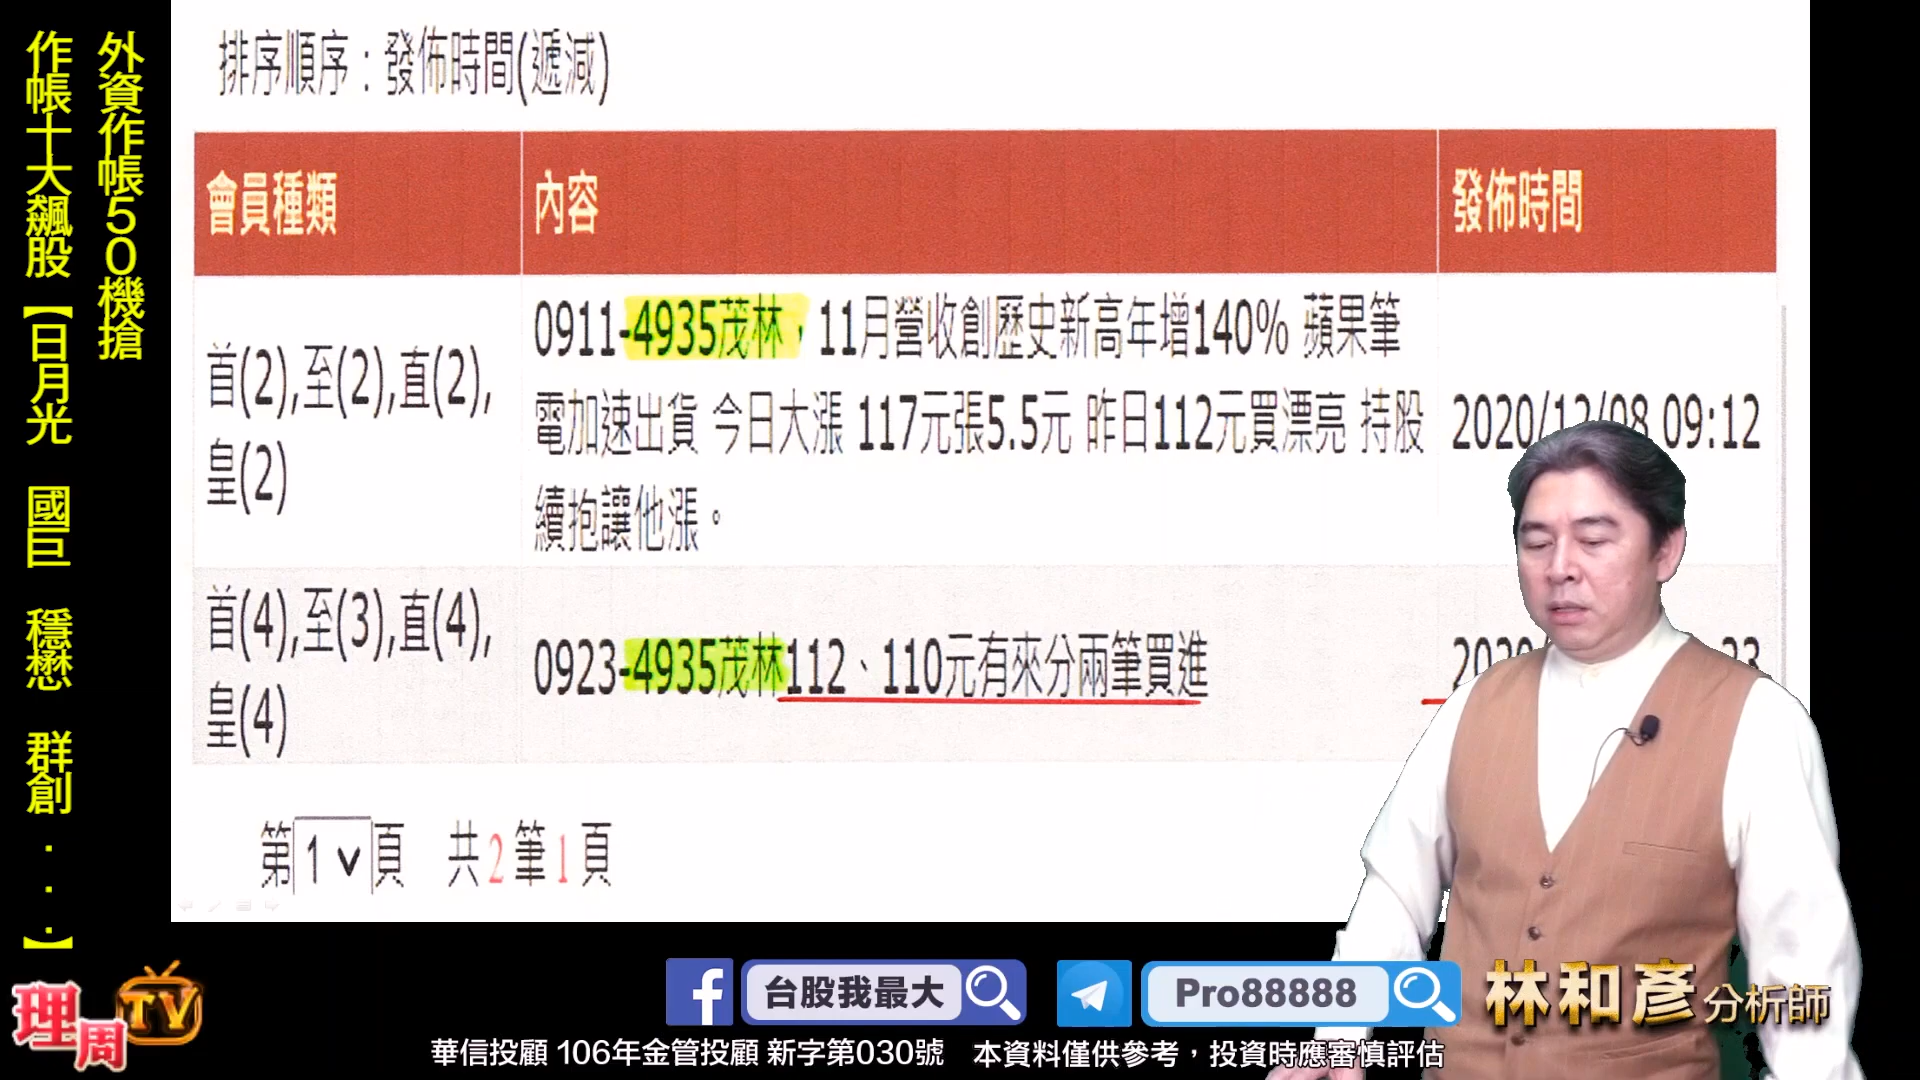 外資作帳50機搶
作帳十大飆股【日月光 國巨 穩懋 群創...】
排序順序：發佈時間(遞減)
會員種類
內容
發佈時間
首(2),至(2),直(2),
皇(2)
0911-4935茂林，11月營收創歷史新高年增140% 蘋果筆
電加速出貨 今日大漲 117元張5.5元 昨日112元買漂亮 持股
續抱讓他漲。
2020/12/08 09:12
首(4),至(3),直(4),
皇(4)
0923-4935茂林112、110元有來分兩筆買進
第 1 頁 共2筆1頁
理周TV
台股我最大
Pro88888
林和彥分析師
華信投顧 106年金管投顧 新字第030號 本資料僅供參考，投資時應審慎評估